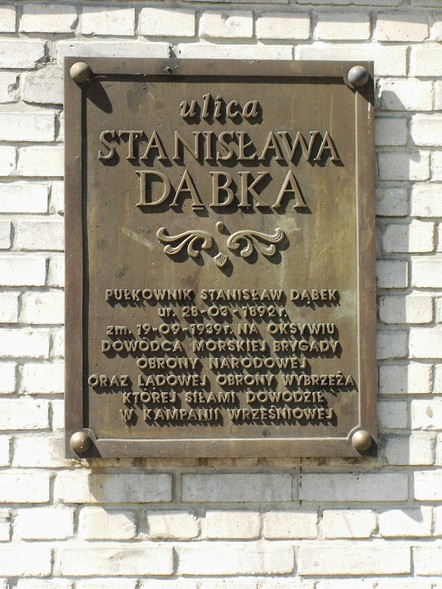 ulica
STANISŁAWA
DĄBKA
PUŁKOWNIK STANISŁAW DĄBEK
ur. 28-03-1892r.
zm. 19-09-1939r. NA OKSYWIU
DOWÓDCA MORSKIEJ BRYGADY
OBRONY NARODOWEJ
ORAZ LĄDOWEJ OBRONY WYBRZEŻA
KTÓREJ SIŁAMI DOWODZIŁ
W KAMPANII WRZEŚNIOWEJ